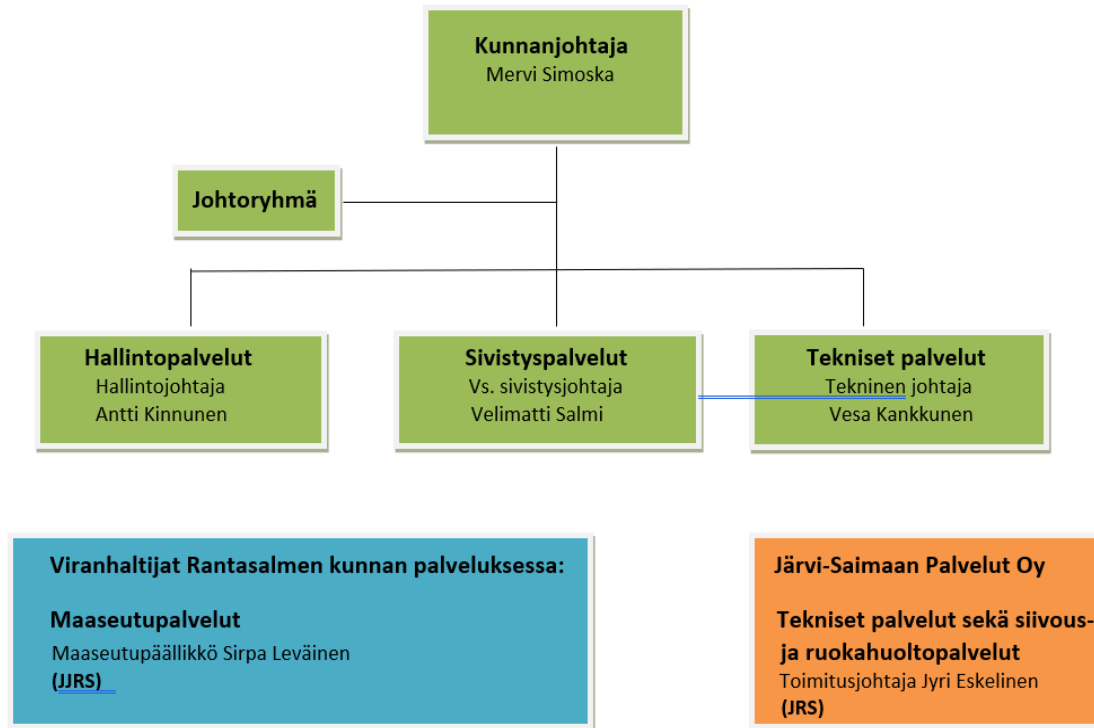 Kunnanjohtaja
Mervi Simoska
Johtoryhmä
Hallintopalvelut
Hallintojohtaja
Antti Kinnunen
Sivistyspalvelut
Vs. sivistysjohtaja
Velimatti Salmi
Tekniset palvelut
Tekninen johtaja
Vesa Kankkunen
Viranhaltijat Rantasalmen kunnan palveluksessa:
Maaseutupalvelut
Maaseutupäällikkö Sirpa Leväinen
(JJRS)
Järvi-Saimaan Palvelut Oy
Tekniset palvelut sekä siivous-
ja ruokahuoltopalvelut
Toimitusjohtaja Jyri Eskelinen
(JRS)